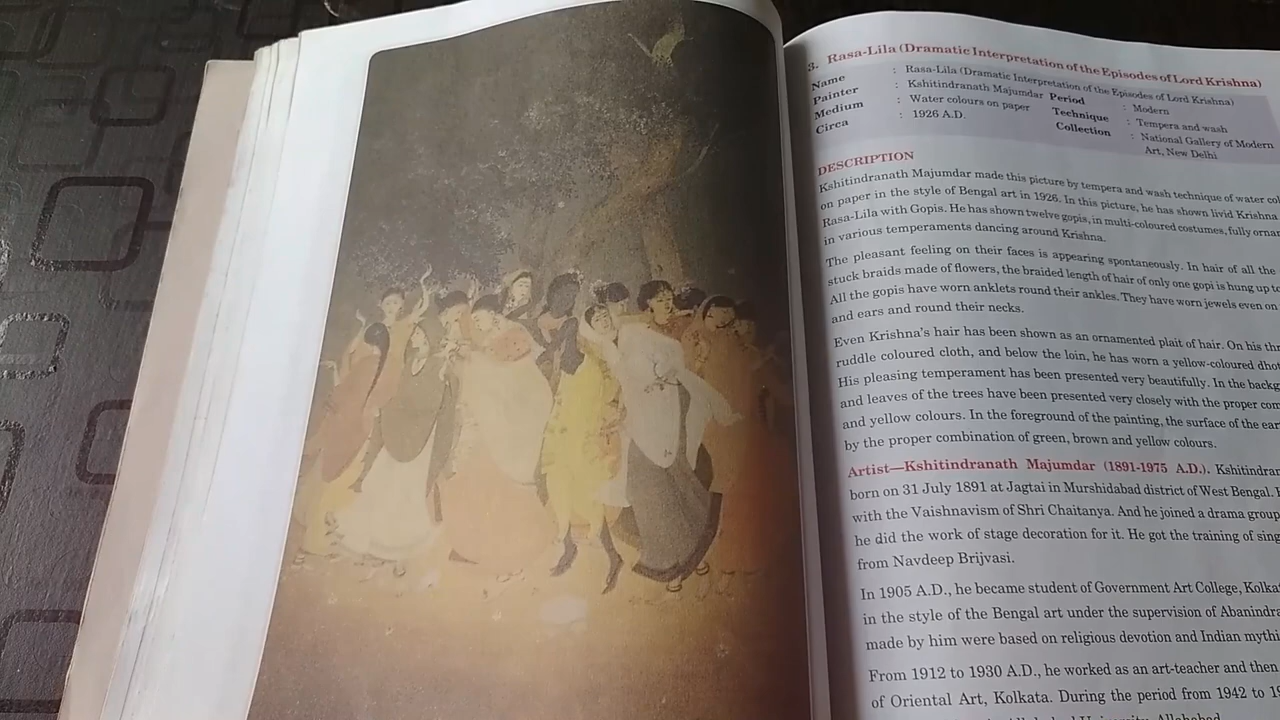 3. Rasa-Lila (Dramatic Interpretation of the Episodes of Lord Krishna)
Name : Rasa-Lila (Dramatic Interpretation of the Episodes of Lord Krishna)
Painter : Kshitindranath Majumdar Period : Modern
Medium : Water colours on paper Technique : Tempera and wash
Circa : 1926 A.D. Collection : National Gallery of Modern
Art, New Delhi
DESCRIPTION
Kshitindranath Majumdar made this picture by tempera and wash technique of water
on paper in the style of Bengal art in 1926. In this picture, he has shown livid Krishna
Rasa-Lila with Gopis. He has shown twelve gopis, in multi-coloured costumes, fully
in various temperaments dancing around Krishna.
The pleasant feeling on their faces is appearing spontaneously. In hair of all the
stuck braids made of flowers, the braided length of hair of only one gopi is hung up
All the gopis have worn anklets round their ankles. They have worn jewels even on
and ears and round their necks.
Even Krishna's hair has been shown as an ornamented plait of hair. On his
ruddle coloured cloth, and below the loin, he has worn a yellow-coloured
His pleasing temperament has been presented very beautifully. In the
and leaves of the trees have been presented very closely with the proper
and yellow colours. In the foreground of the painting, the surface of the
by the proper combination of green, brown and yellow colours.
Artist—Kshitindranath Majumdar (1891-1975 A.D.).
born on 31 July 1891 at Jagtai in Murshidabad district of West Bengal.
with the Vaishnavism of Shri Chaitanya. And he joined a drama group
he did the work of stage decoration for it. He got the training of
from Navdeep Brijvasi.
In 1905 A.D., he became student of Government Art College,
in the style of the Bengal art under the supervision of
made by him were based on religious devotion and Indian
From 1912 to 1930 A.D., he worked as an art-teacher and then
of Oriental Art, Kolkata. During the period from 1942 to
Allahabad